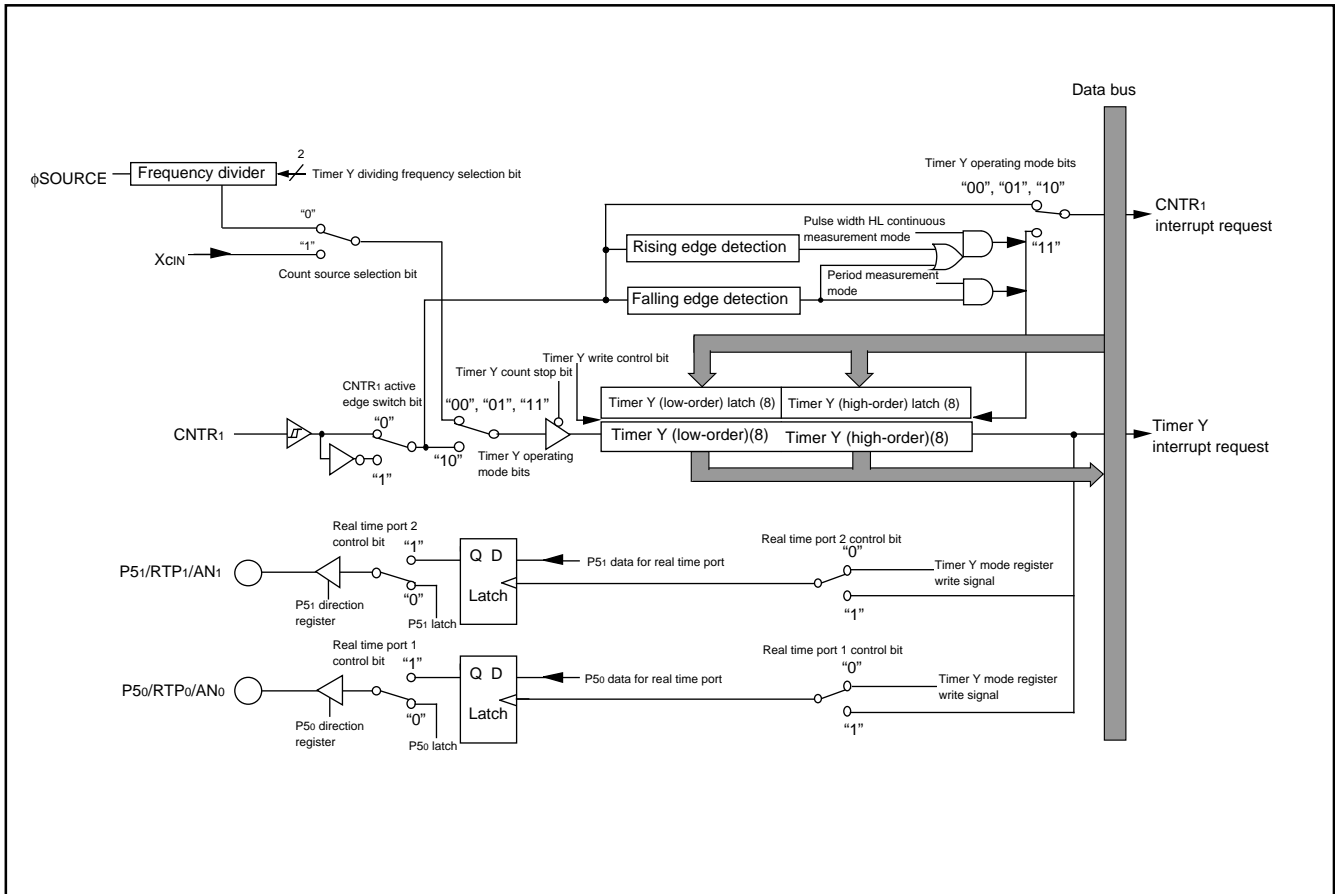 Data bus
2
φSOURCE
Frequency divider
Timer Y dividing frequency selection bit
Timer Y operating mode bits
“00”, “01”, “10”
CNTR1
interrupt request
“0”
“1”
XCIN
Count source selection bit
Pulse width HL continuous
measurement mode
“11”
Rising edge detection
Period measurement
mode
Falling edge detection
Timer Y write control bit
Timer Y count stop bit
CNTR1 active
edge switch bit
“00”, “01”, “11”
Timer Y (low-order) latch (8)
Timer Y (high-order) latch (8)
CNTR1
“0”
“1”
“10”
Timer Y operating
mode bits
Timer Y (low-order)(8)
Timer Y (high-order)(8)
Timer Y
interrupt request
Real time port 2
control bit
“1”
Q D
P51 data for real time port
Real time port 2 control bit
“0”
Timer Y mode register
write signal
P51/RTP1/AN1
“0”
Latch
“1”
P51 direction
register
P51 latch
Real time port 1
control bit
“1”
Q D
P50 data for real time port
Real time port 1 control bit
“0”
Timer Y mode register
write signal
P50/RTP0/AN0
“0”
Latch
“1”
P50 direction
register
P50 latch